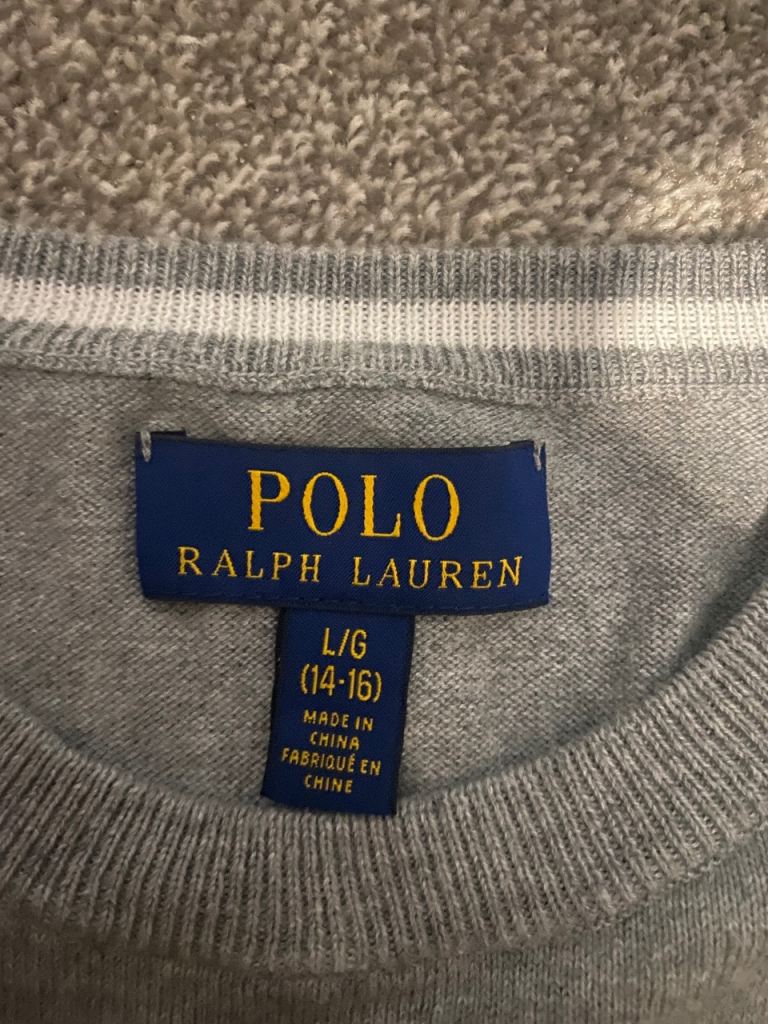 POLO
RALPH LAUREN
L/G
(14-16)
MADE IN
CHINA
FABRIQUÉ EN
CHINE